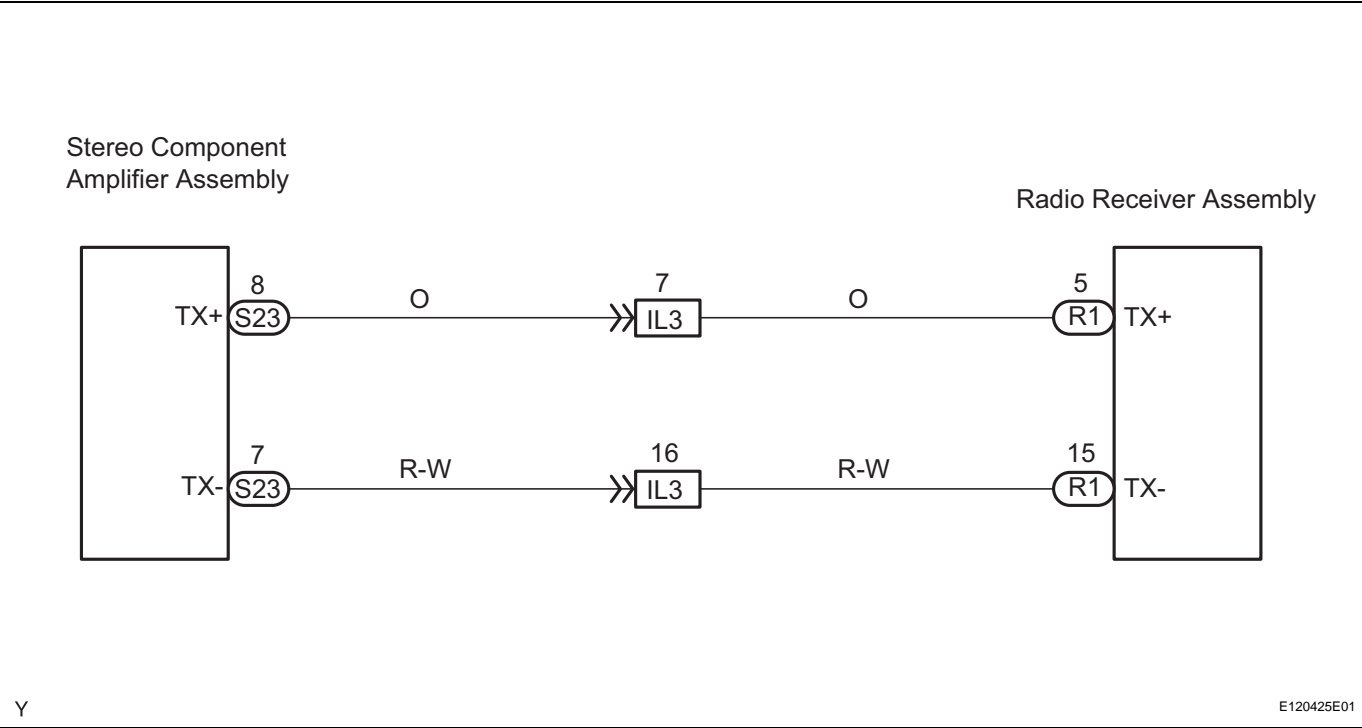 Stereo Component
Amplifier Assembly
Radio Receiver Assembly
8 7 5
TX+ S23 O IL3 O R1 TX+
7 16 15
TX- S23 R-W IL3 R-W R1 TX-
Y
E120425E01